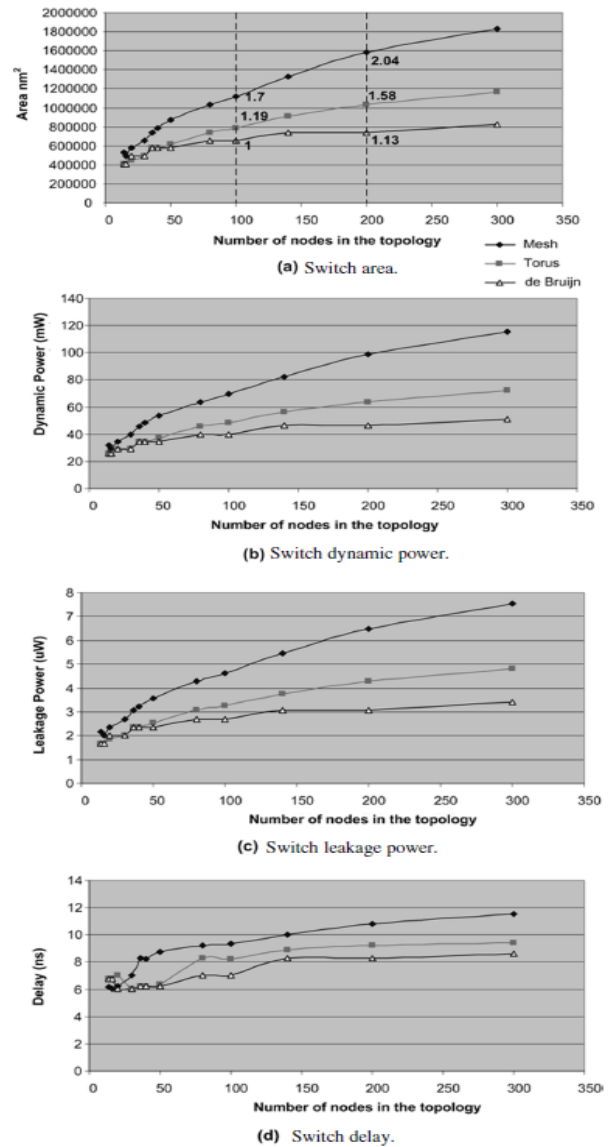 2000000
1800000
1600000
1400000
1200000
1000000
800000
600000
400000
200000
0
Area nm²
1.7
1.19
1
2.04
1.58
1.13
0 50 100 150 200 250 300 350
Number of nodes in the topology
(a) Switch area.
Mesh
Torus
de Bruijn
140
120
100
80
60
40
20
0
Dynamic Power (mW)
0 50 100 150 200 250 300 350
Number of nodes in the topology
(b) Switch dynamic power.
8
7
6
5
4
3
2
1
0
Leakage Power (uW)
0 50 100 150 200 250 300 350
Number of nodes in the topology
(c) Switch leakage power.
14
12
10
8
6
4
2
0
Delay (ns)
0 50 100 150 200 250 300 350
Number of nodes in the topology
(d) Switch delay.